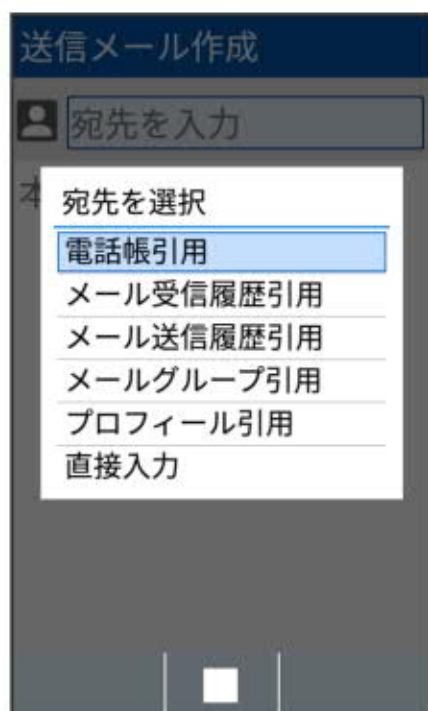 送信メール作成
宛先を入力
本
宛先を選択
電話帳引用
メール受信履歴引用
メール送信履歴引用
メールグループ引用
プロフィール引用
直接入力